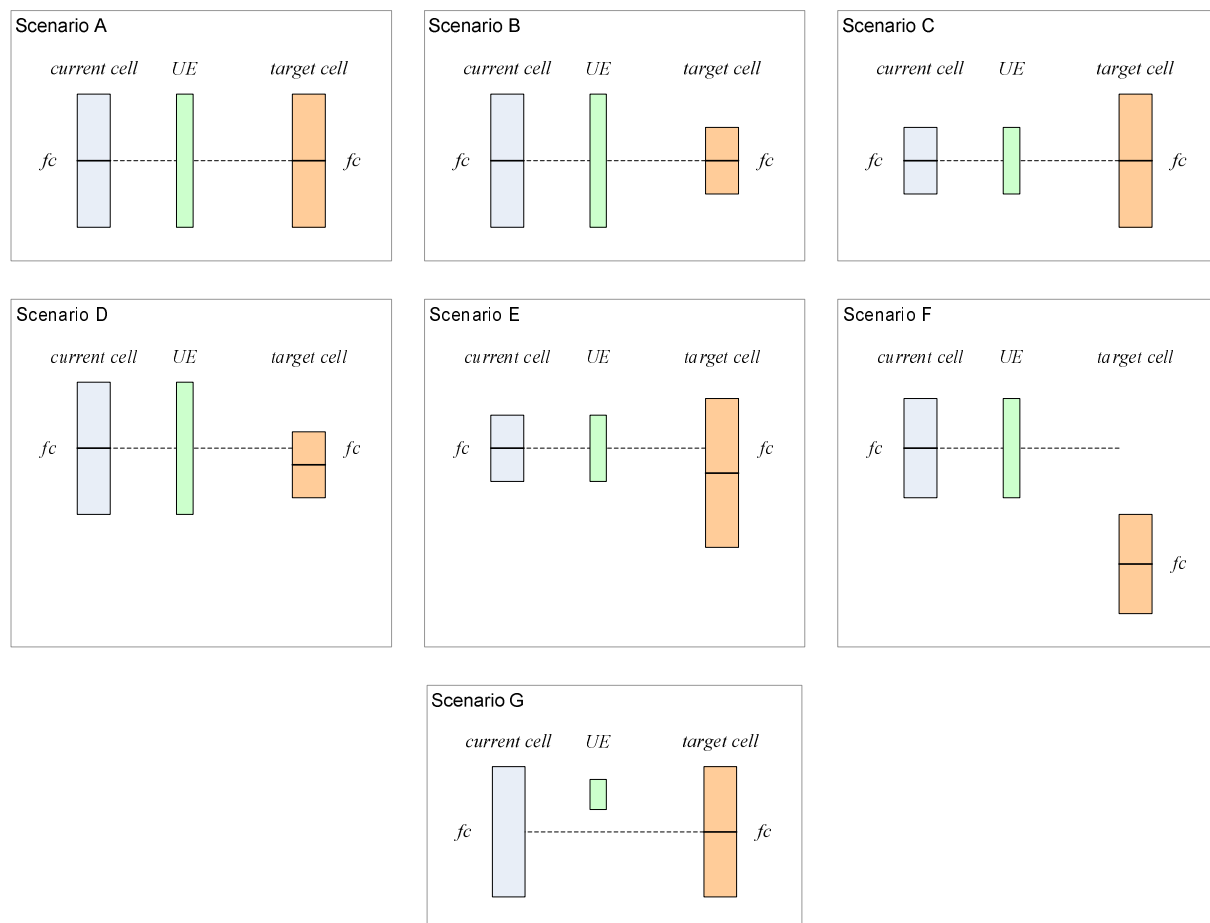 Scenario A
current cell UE target cell
fc fc
Scenario B
current cell UE target cell
fc fc
Scenario C
current cell UE target cell
fc fc
Scenario D
current cell UE target cell
fc fc
Scenario E
current cell UE target cell
fc fc
Scenario F
current cell UE target cell
fc
fc
Scenario G
current cell UE target cell
fc fc